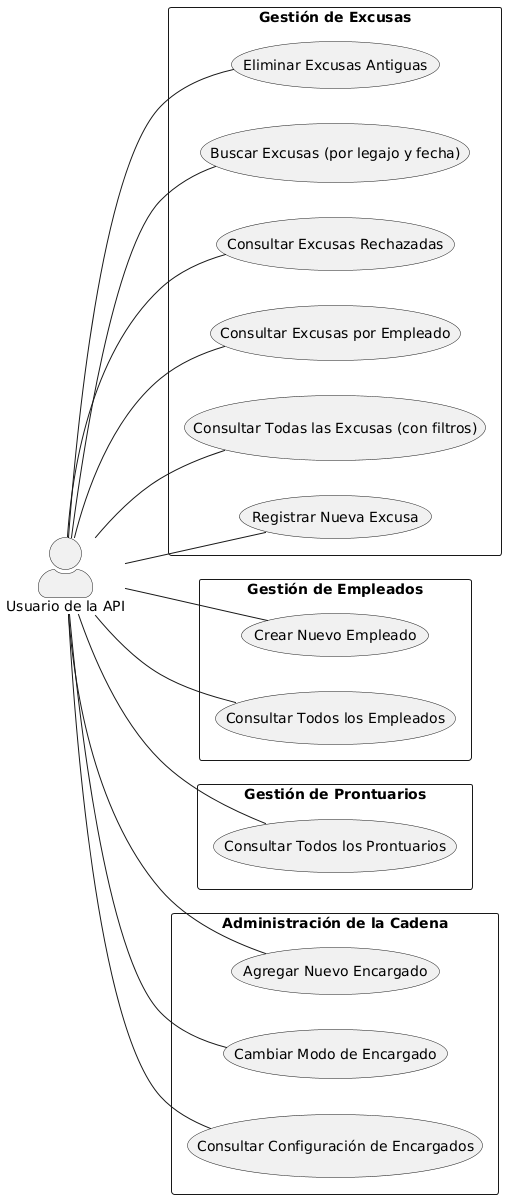 Gestión de Excusas
Eliminar Excusas Antiguas
Buscar Excusas (por legajo y fecha)
Consultar Excusas Rechazadas
Consultar Excusas por Empleado
Consultar Todas las Excusas (con filtros)
Registrar Nueva Excusa
Usuario de la API
Gestión de Empleados
Crear Nuevo Empleado
Consultar Todos los Empleados
Gestión de Prontuarios
Consultar Todos los Prontuarios
Administración de la Cadena
Agregar Nuevo Encargado
Cambiar Modo de Encargado
Consultar Configuración de Encargados